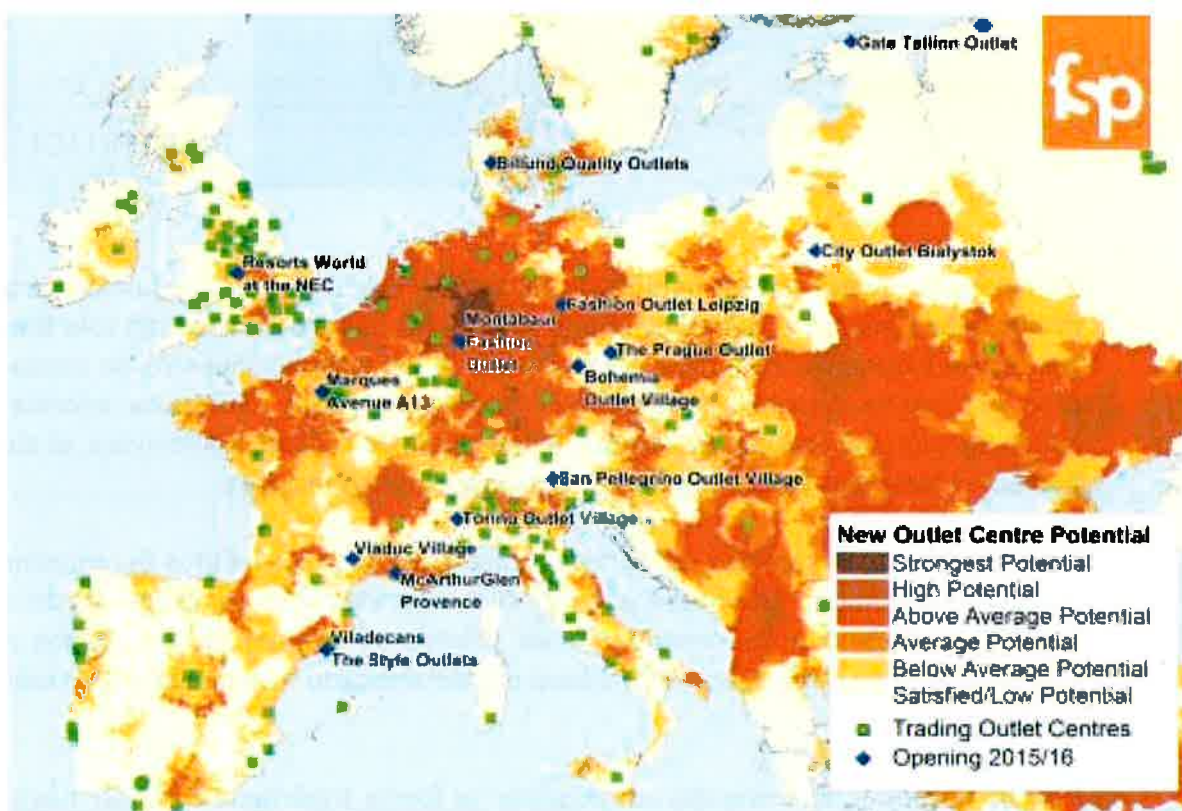 fsp
Gate Tallinn Outlet
Billund Quality Outlets
City Outlet Bialystok
Resorts World
at the NEC
Fashion Outlet Leipzig
Montabaur
Fashion
Outlet
The Prague Outlet
Bohemia
Outlet Village
Marques
Avenue A13
San Pellegrino Outlet Village
Torino Outlet Village
Viaduc Village
McArthurGlen
Provence
Viladecans
The Style Outlets
New Outlet Centre Potential
Strongest Potential
High Potential
Above Average Potential
Average Potential
Below Average Potential
Satisfied/Low Potential
Trading Outlet Centres
Opening 2015/16